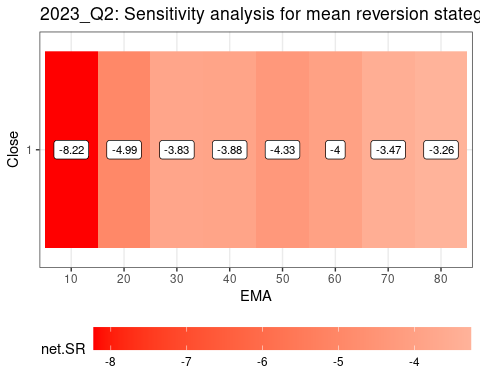 2023_Q2: Sensitivity analysis for mean reversion stateg
Close
1
-8.22 -4.99 -3.83 -3.88 -4.33 -4 -3.47 -3.26
10 20 30 40 50 60 70 80
EMA
net.SR
-8 -7 -6 -5 -4